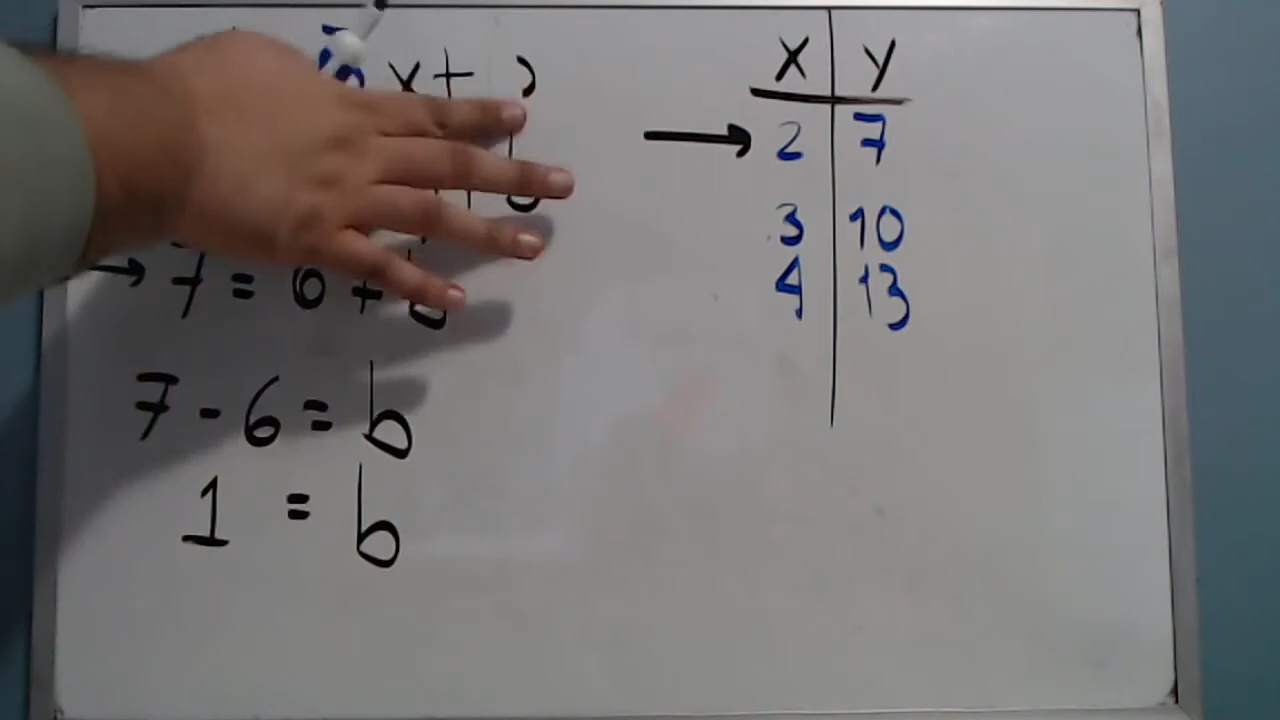 x + ?
→ 7 = 6 + b
7 - 6 = b
1 = b
x y
→ 2 7
3 10
4 13